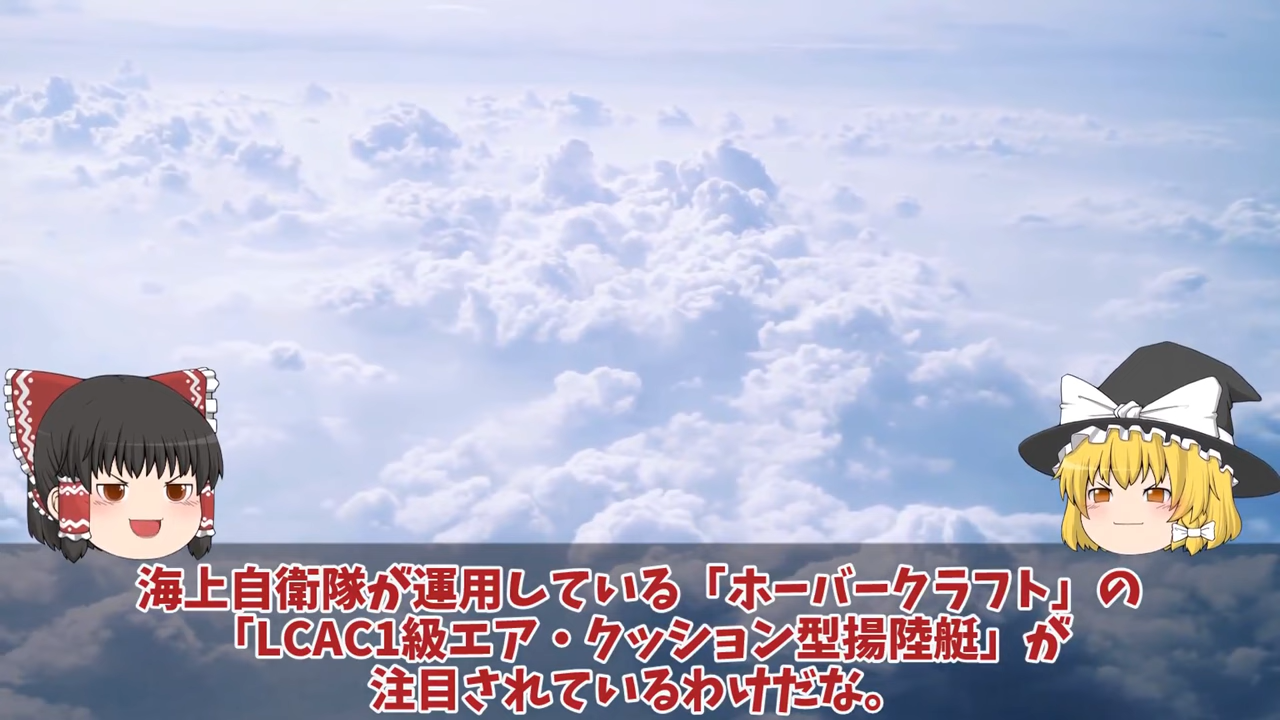 海上自衛隊が運用している「ホーバークラフト」の
「LCAC1級エア・クッション型揚陸艇」が
注目されているわけだな。